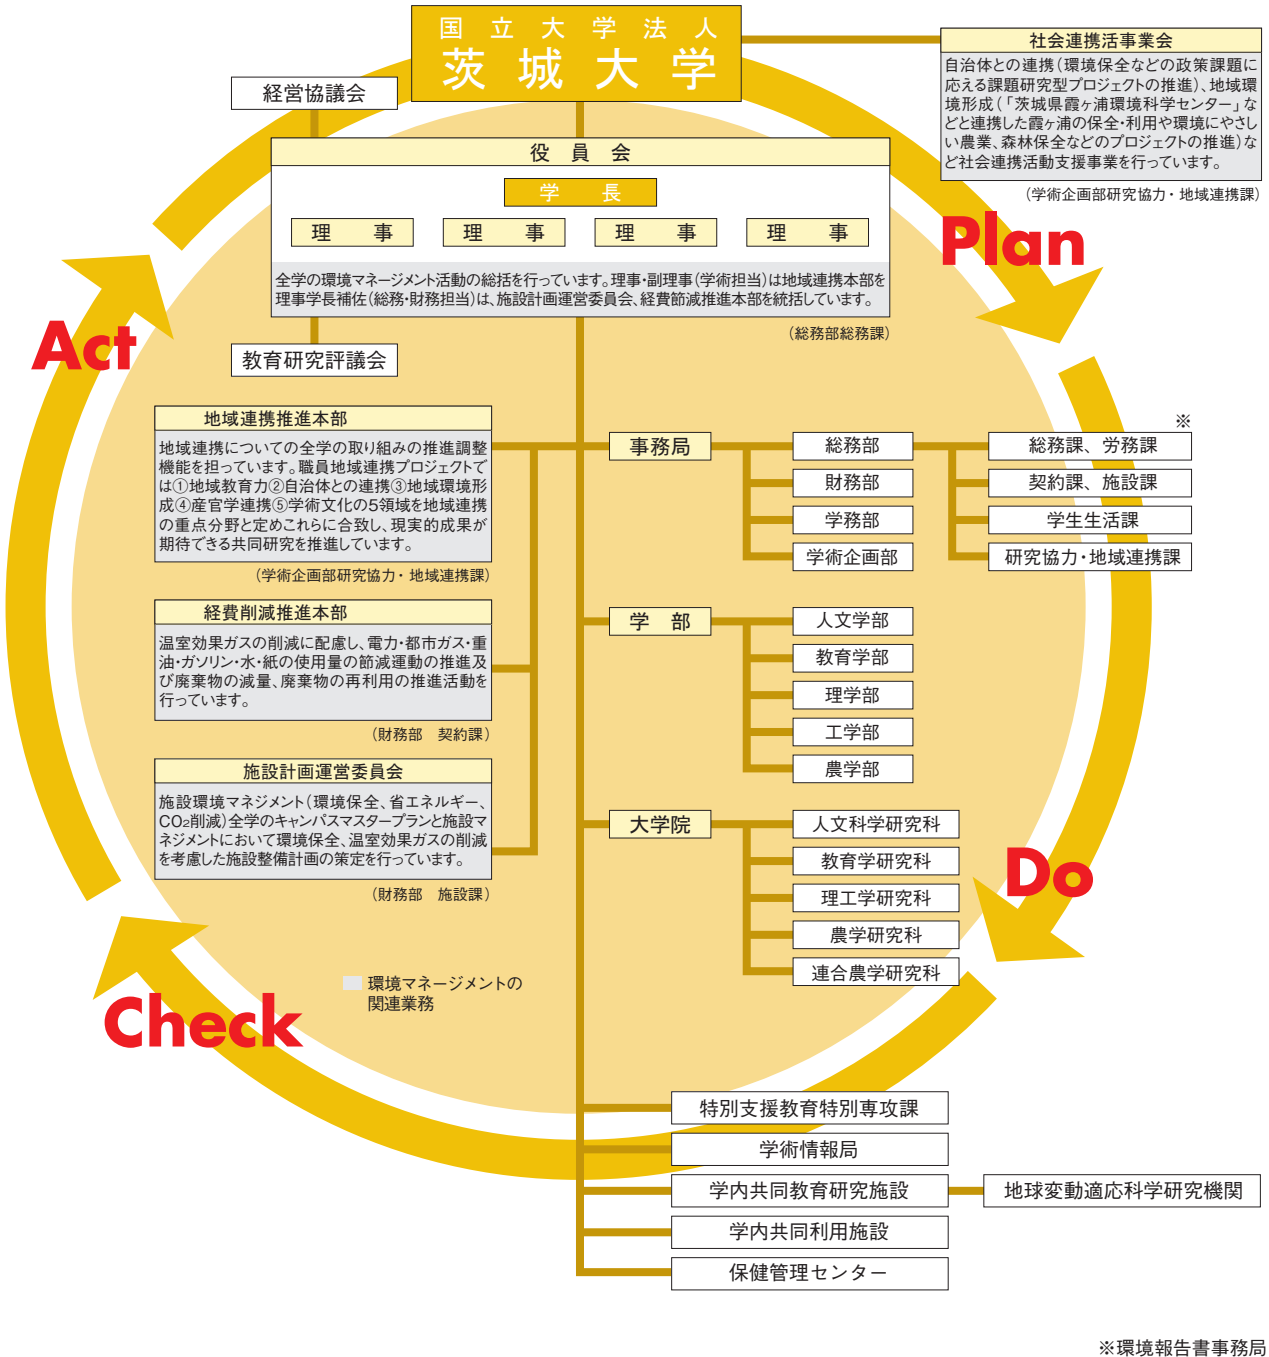 国立大学法人
茨城大学
社会連携活事業会
自治体との連携(環境保全などの政策課題に
応える課題研究型プロジェクトの推進)、地域環
境形成(「茨城県霞ヶ浦環境科学センター」な
どと連携した霞ヶ浦の保全・利用や環境にやさし
い農業、森林保全などのプロジェクトの推進)な
ど社会連携活動支援事業を行っています。
(学術企画部研究協力・地域連携課)
経営協議会
役員会
学長
理事
理事
理事
理事
全学の環境マネージメント活動の総括を行っています。理事・副理事(学術担当)は地域連携本部を
理事学長補佐(総務・財務担当)は、施設計画運営委員会、経費節減推進本部を統括しています。
(総務部総務課)
教育研究評議会
Plan
Act
地域連携推進本部
地域連携についての全学の取り組みの推進調整
機能を担っています。職員地域連携プロジェクトで
は①地域教育力②自治体との連携③地域環境形
成④産官学連携⑤学術文化の5領域を地域連携
の重点分野と定めこれらに合致し、現実的成果が
期待できる共同研究を推進しています。
(学術企画部研究協力・地域連携課)
経費削減推進本部
温室効果ガスの削減に配慮し、電力・都市ガス・重
油・ガソリン・水・紙の使用量の節減運動の推進及
び廃棄物の減量、廃棄物の再利用の推進活動を
行っています。
(財務部 契約課)
施設計画運営委員会
施設環境マネジメント(環境保全、省エネルギー、
CO₂削減)全学のキャンパスマスタープランと施設マ
ネジメントにおいて環境保全、温室効果ガスの削減
を考慮した施設整備計画の策定を行っています。
(財務部 施設課)
事務局
総務部
財務部
学務部
学術企画部
※
総務課、労務課
契約課、施設課
学生生活課
研究協力・地域連携課
学部
人文学部
教育学部
理学部
工学部
農学部
大学院
人文科学研究科
教育学研究科
理工学研究科
農学研究科
連合農学研究科
Do
Check
環境マネージメントの
関連業務
特別支援教育特別専攻課
学術情報局
学内共同教育研究施設
地球変動適応科学研究機関
学内共同利用施設
保健管理センター
※環境報告書事務局